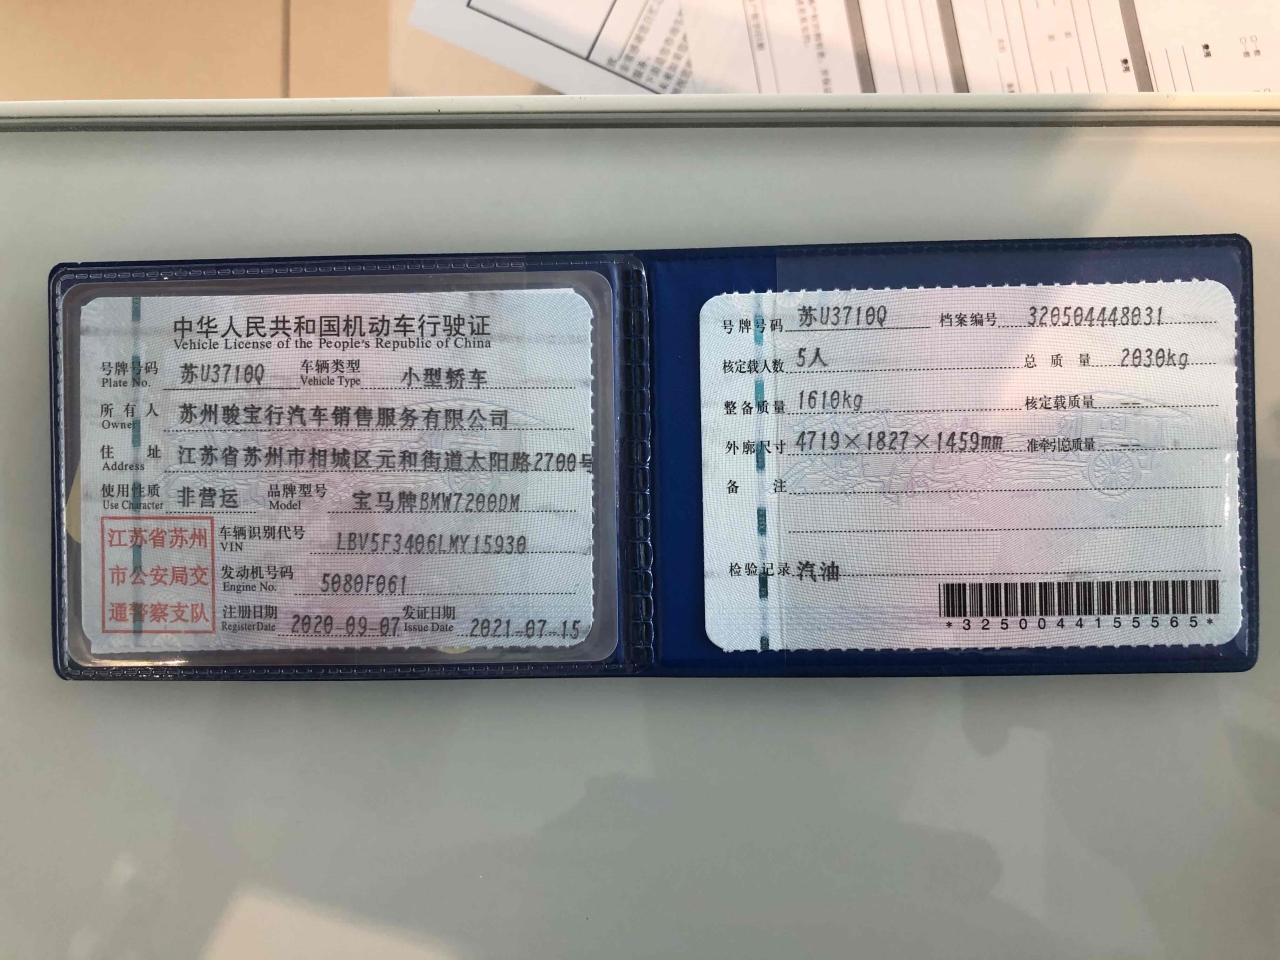 中华人民共和国机动车行驶证
Vehicle License of the People's Republic of China
号牌号码 苏U3710Q 车辆类型 小型轿车
Plate No. Vehicle Type
所有人 苏州骏宝行汽车销售服务有限公司
Owner
住址 江苏省苏州市相城区元和街道太阳路2700号
Address
使用性质 非营运 品牌型号 宝马牌BMW7200DM
Use Character Model
江苏省苏州
市公安局交
通警察支队
车辆识别代号 LBV5F3406LMY15930
VIN
发动机号码 5080F061
Engine No.
注册日期 2020-09-07 发证日期 2021-07-15
Register Date Issue Date
号牌号码 苏U3710Q 档案编号 320504448031
核定载人数 5人 总质量 2030kg
整备质量 1610kg 核定载质量 --
外廓尺寸 4719×1827×1459mm 准牵引总质量 --
备注
检验记录 汽油
*3250044155565*